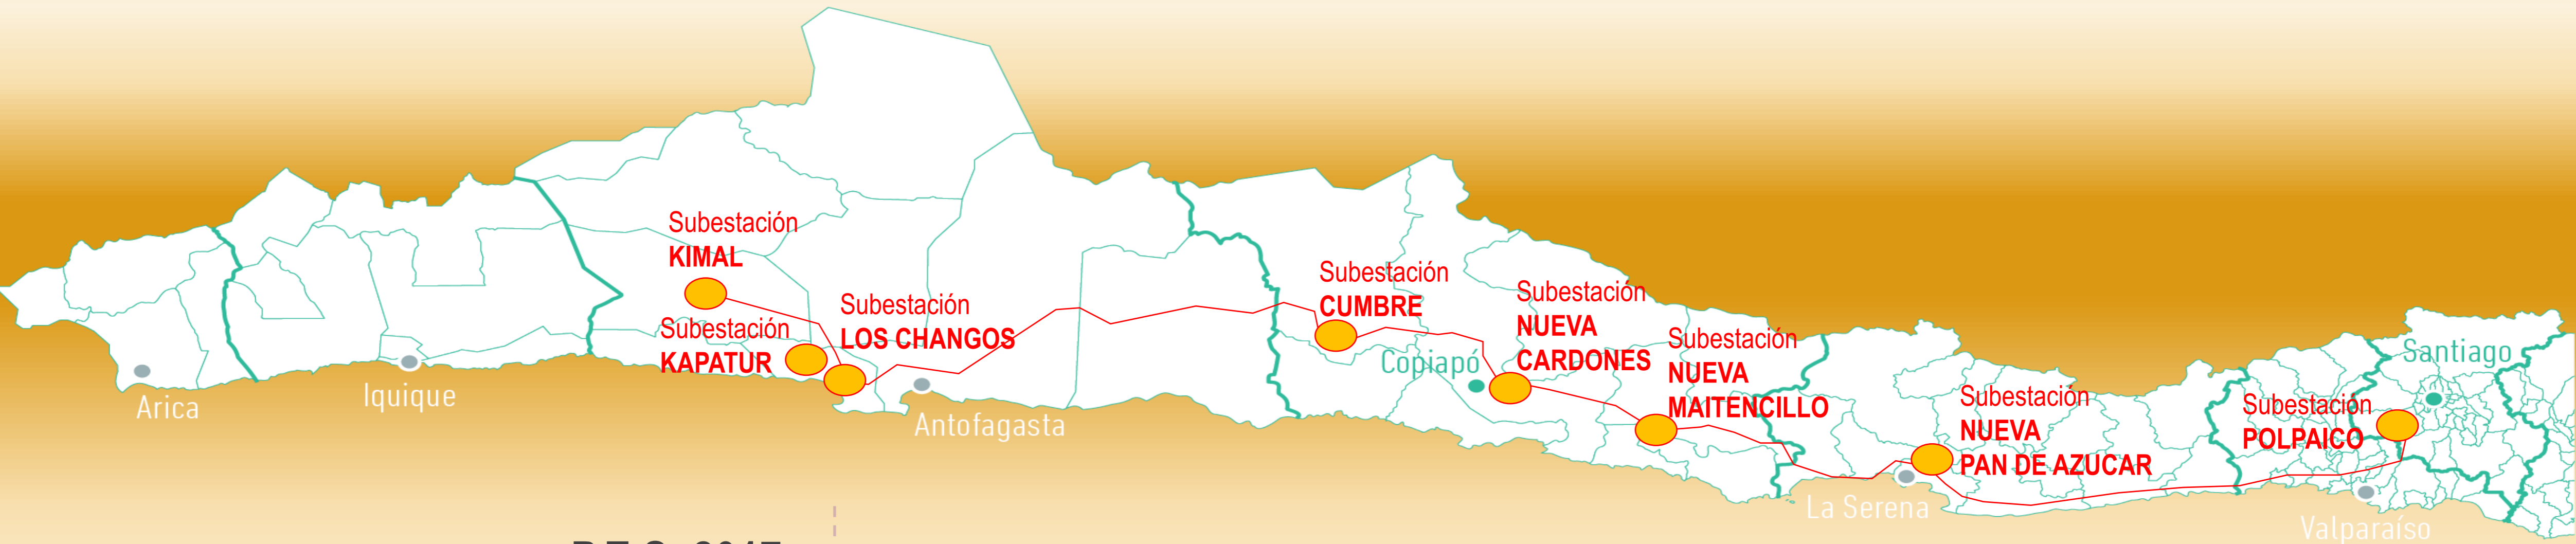 Subestación
KIMAL
Subestación
KAPATUR
Subestación
LOS CHANGOS
Subestación
CUMBRE
Subestación
NUEVA
CARDONES
Subestación
NUEVA
MAITENCILLO
Subestación
NUEVA
PAN DE AZUCAR
Subestación
POLPAICO
Arica
Iquique
Antofagasta
Copiapó
La Serena
Valparaíso
Santiago